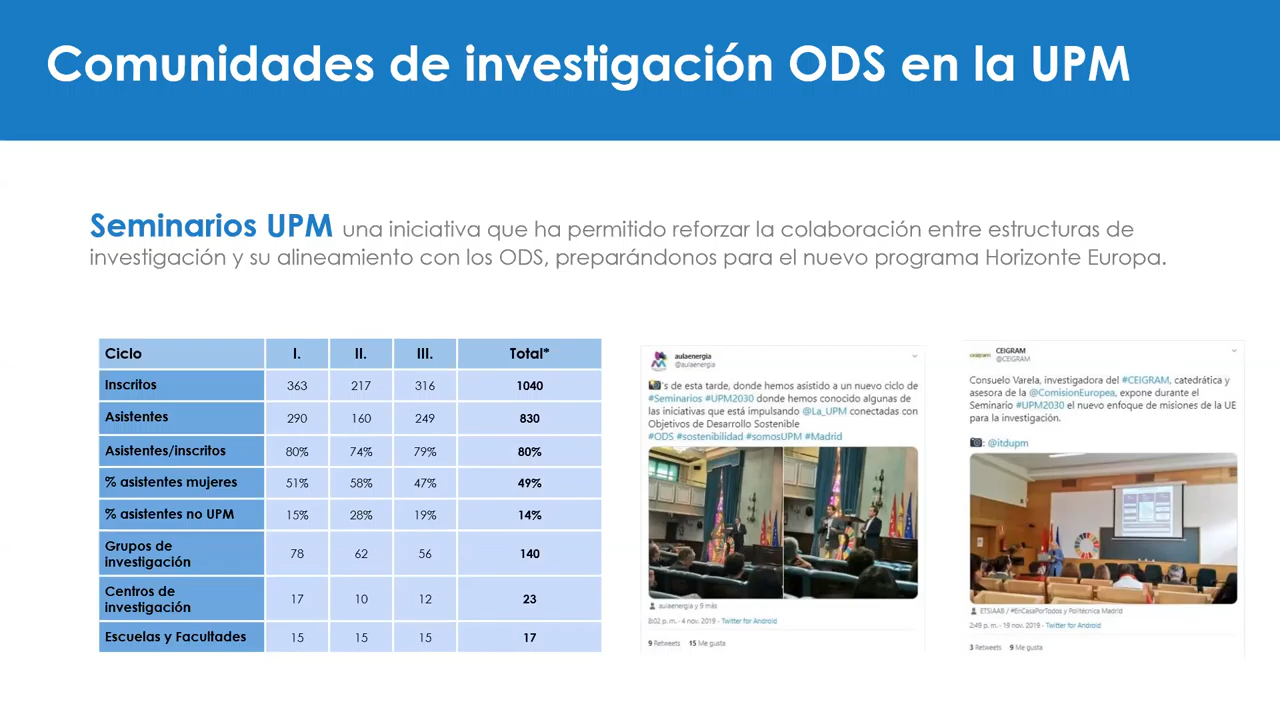 Comunidades de investigación ODS en la UPM
Seminarios UPM una iniciativa que ha permitido reforzar la colaboración entre estructuras de
investigación y su alineamiento con los ODS, preparándonos para el nuevo programa Horizonte Europa.
Ciclo I. II. III. Total*
Inscritos 363 217 316 1040
Asistentes 290 160 249 830
Asistentes/inscritos 80% 74% 79% 80%
% asistentes mujeres 51% 58% 47% 49%
% asistentes no UPM 15% 28% 19% 14%
Grupos de
investigación 78 62 56 140
Centros de
investigación 17 10 12 23
Escuelas y Facultades 15 15 15 17
aulaenergia
@aulaenergia
's de esta tarde, donde hemos asistido a un nuevo ciclo de
#Seminarios #UPM2030 donde hemos conocido algunas de
las iniciativas que está impulsando @La_UPM conectadas con
Objetivos de Desarrollo Sostenible
#ODS #sostenibilidad #somosUPM #Madrid
aulaenergia y 9 más
8:02 p. m. · 4 nov. 2019 · Twitter for Android
9 Retweets 15 Me gusta
ceigram
CEIGRAM
@CEIGRAM
Consuelo Varela, investigadora del #CEIGRAM, catedrática y
asesora de la @ComisionEuropea, expone durante el
Seminario #UPM2030 el nuevo enfoque de misiones de la UE
para la investigación.
: @itdupm
ETSIAAB / #EnCasaPorTodos y Politécnica Madrid
2:49 p. m. · 19 nov. 2019 · Twitter for Android
3 Retweets 9 Me gusta